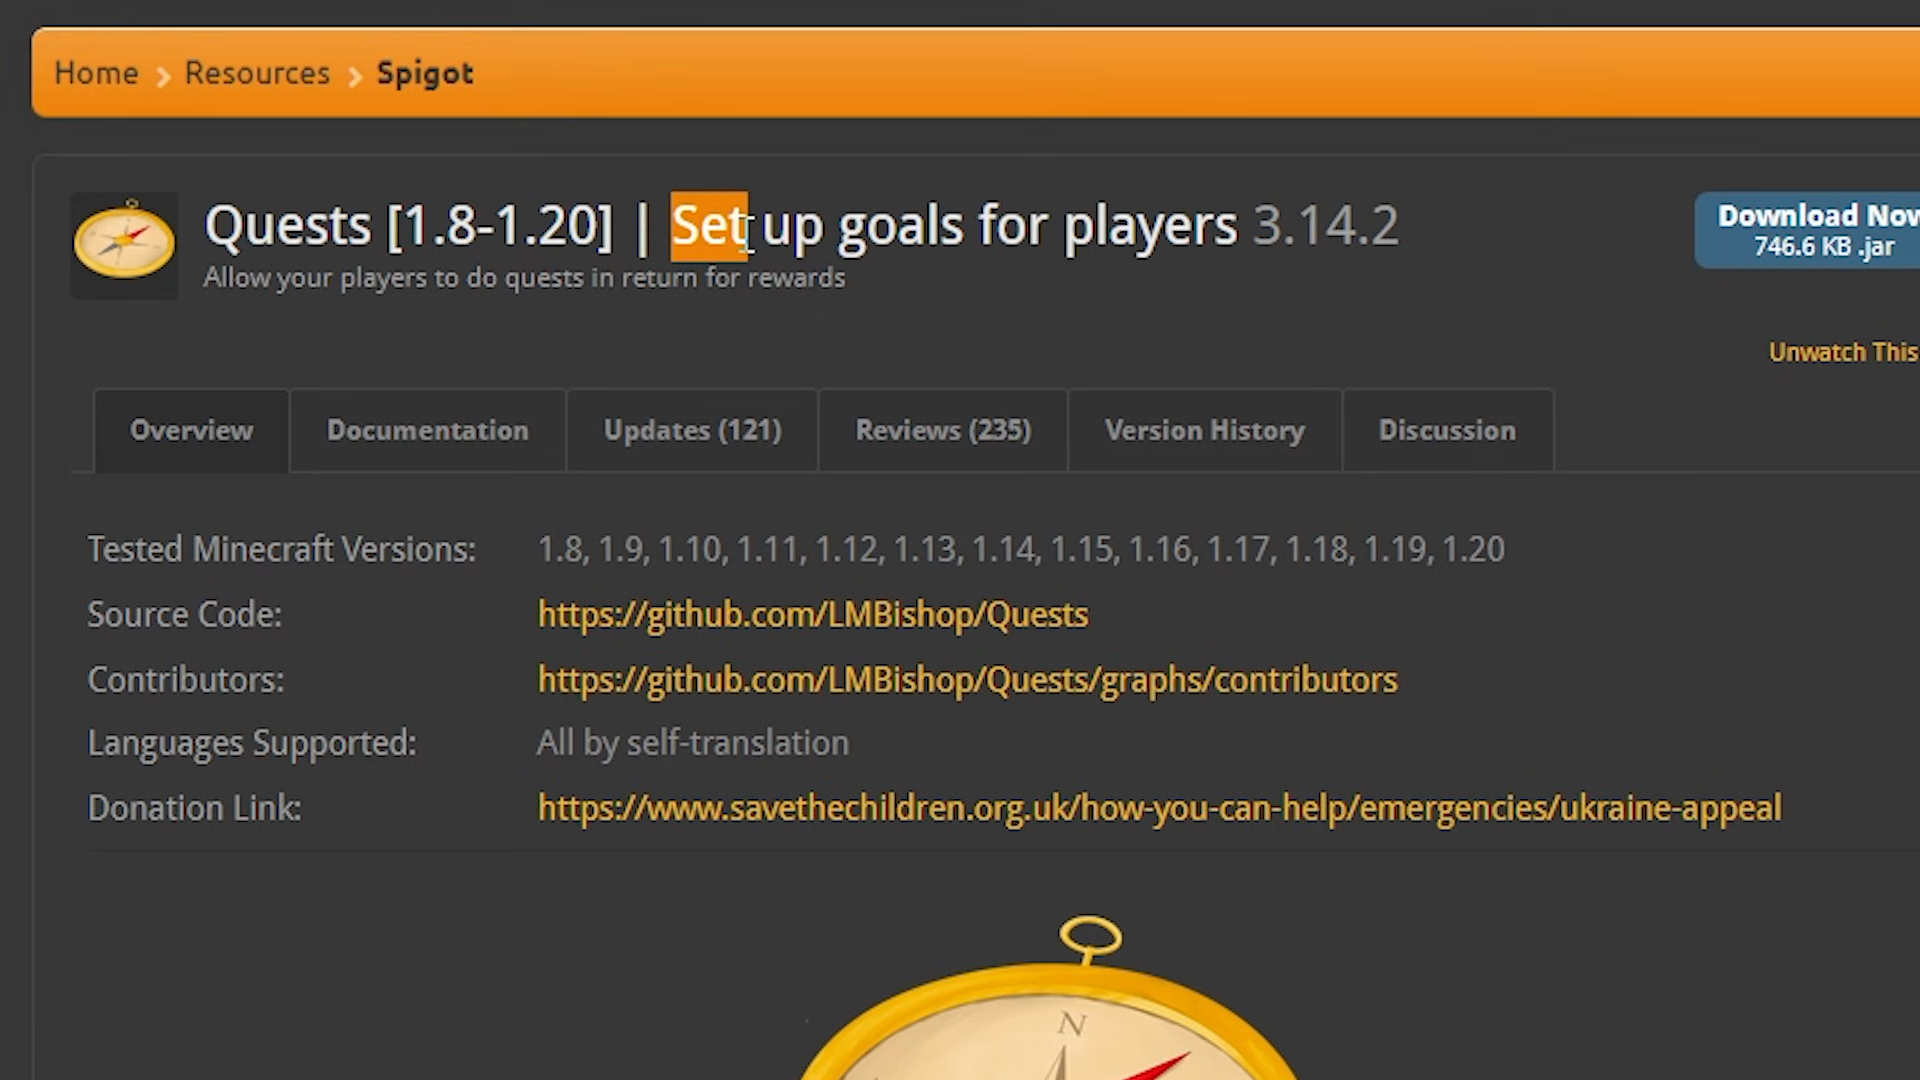 Home > Resources > Spigot
Quests [1.8-1.20] | Set up goals for players 3.14.2
Allow your players to do quests in return for rewards
Download Now
746.6 KB .jar
Unwatch This
Overview
Documentation
Updates (121)
Reviews (235)
Version History
Discussion
Tested Minecraft Versions: 1.8, 1.9, 1.10, 1.11, 1.12, 1.13, 1.14, 1.15, 1.16, 1.17, 1.18, 1.19, 1.20
Source Code: https://github.com/LMBishop/Quests
Contributors: https://github.com/LMBishop/Quests/graphs/contributors
Languages Supported: All by self-translation
Donation Link: https://www.savethechildren.org.uk/how-you-can-help/emergencies/ukraine-appeal
N